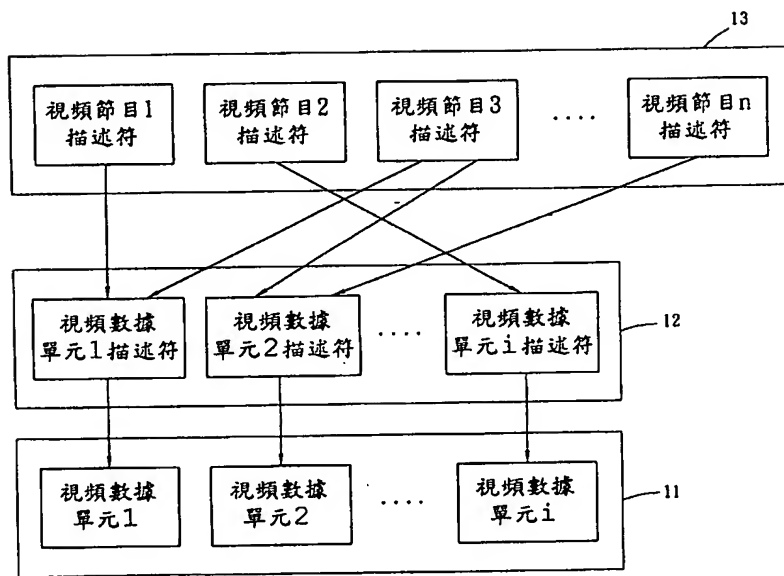 13
視頻節目1
描述符
視頻節目2
描述符
視頻節目3
描述符
....
視頻節目n
描述符
視頻數據
單元1描述符
視頻數據
單元2描述符
....
視頻數據
單元i描述符
12
視頻數據
單元1
視頻數據
單元2
....
視頻數據
單元i
11